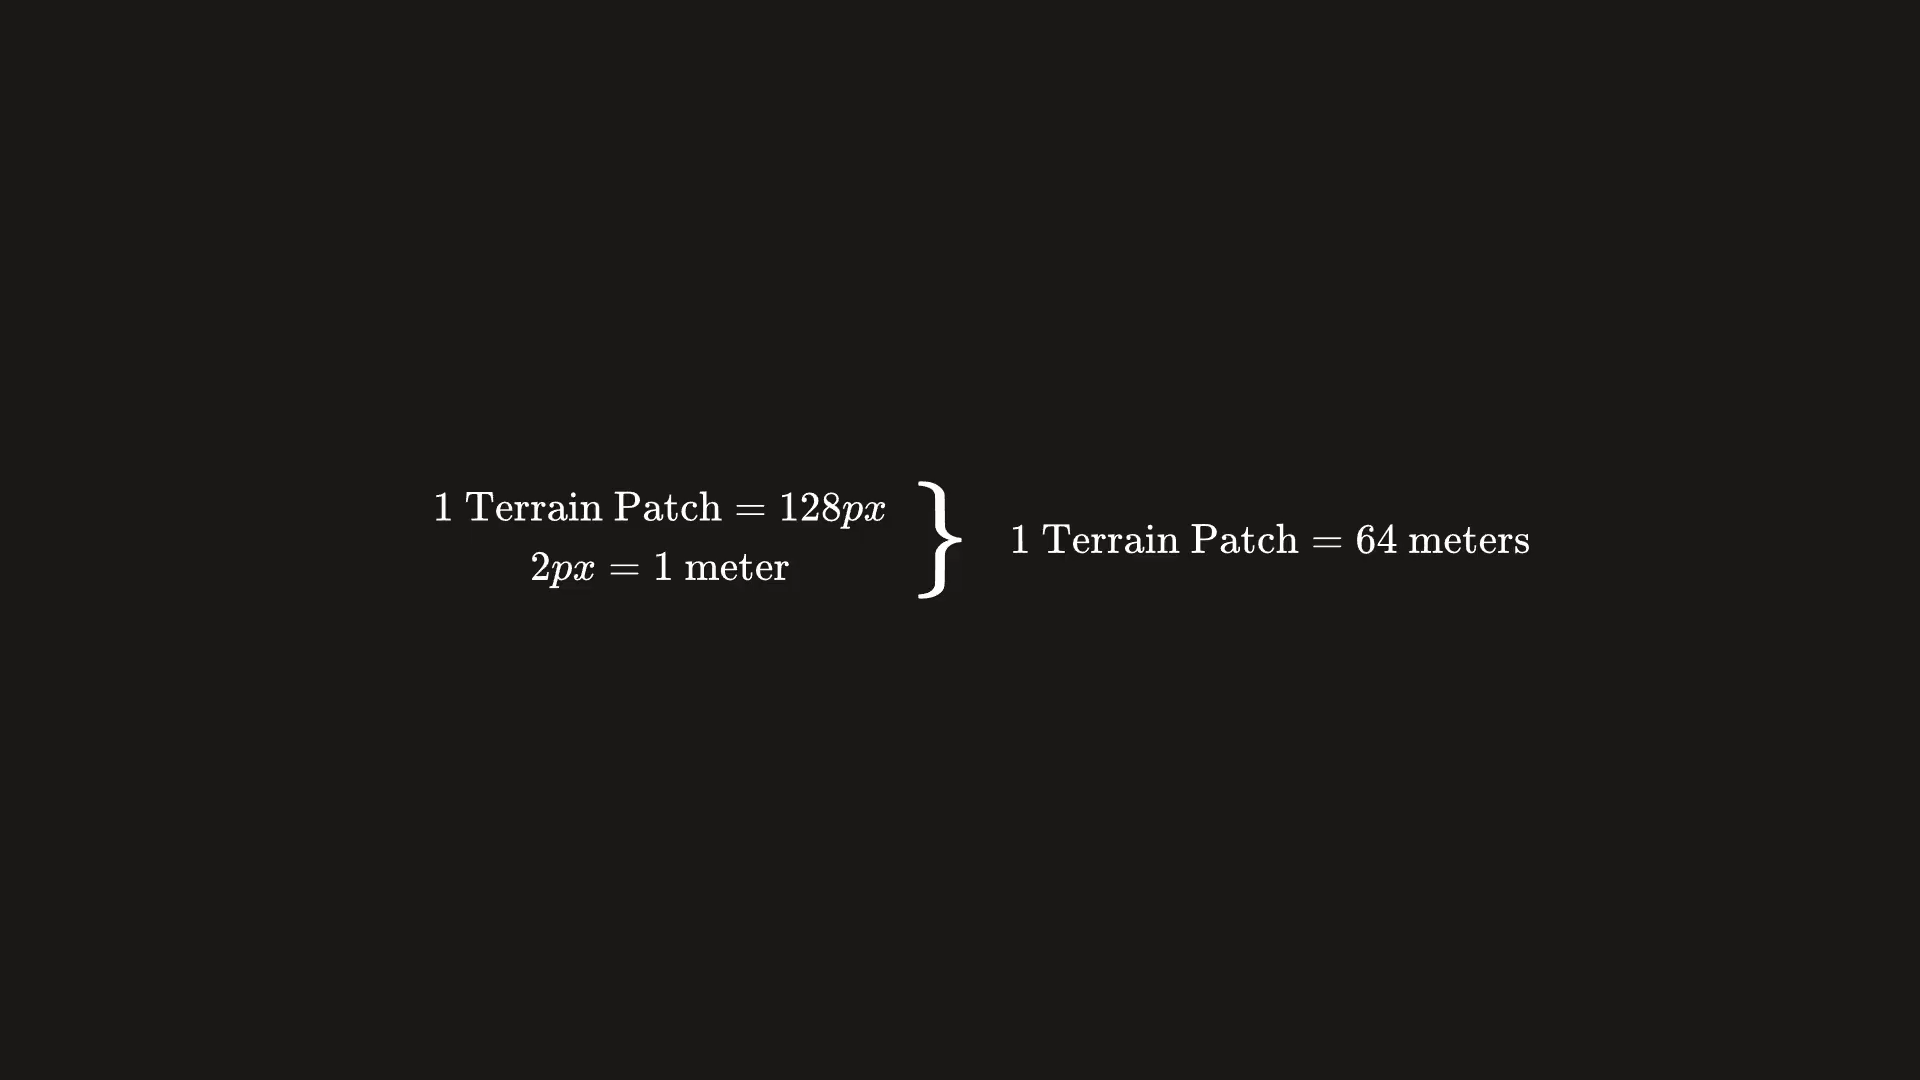 1 Terrain Patch = 128px
2px = 1 meter
} 1 Terrain Patch = 64 meters